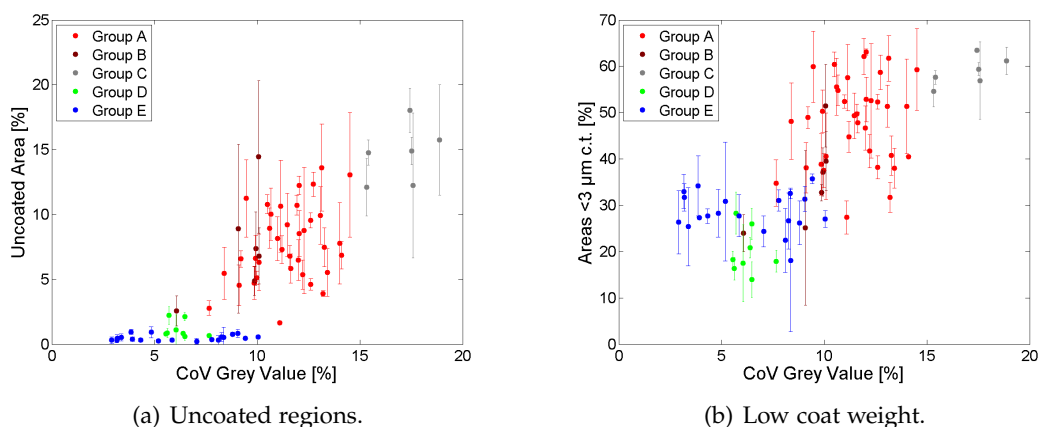 25
20
15
10
5
0
0 5 10 15 20
Uncoated Area [%]
CoV Grey Value [%]
Group A
Group B
Group C
Group D
Group E
(a) Uncoated regions.
70
60
50
40
30
20
10
0
0 5 10 15 20
Areas <3 μm c.t. [%]
CoV Grey Value [%]
Group A
Group B
Group C
Group D
Group E
(b) Low coat weight.